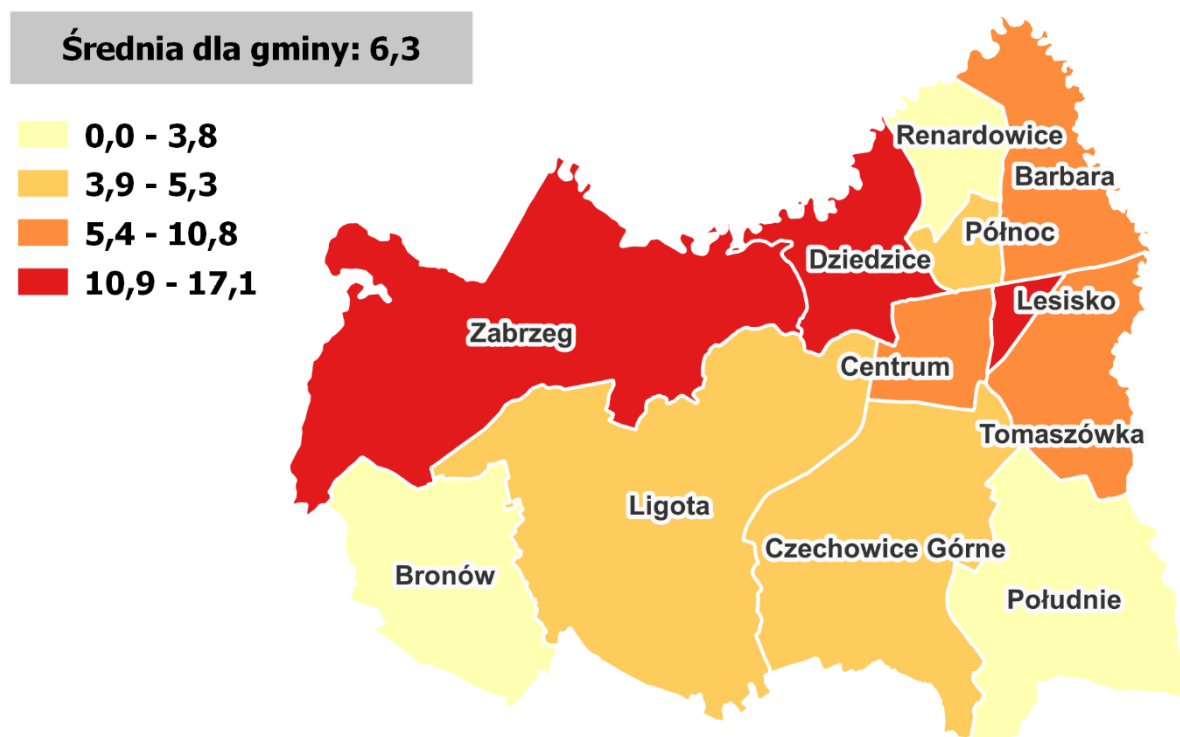 Średnia dla gminy: 6,3
0,0 - 3,8
3,9 - 5,3
5,4 - 10,8
10,9 - 17,1
Renardowice
Barbara
Północ
Dziedzice
Lesisko
Zabrzeg
Centrum
Tomaszówka
Ligota
Czechowice Górne
Bronów
Południe